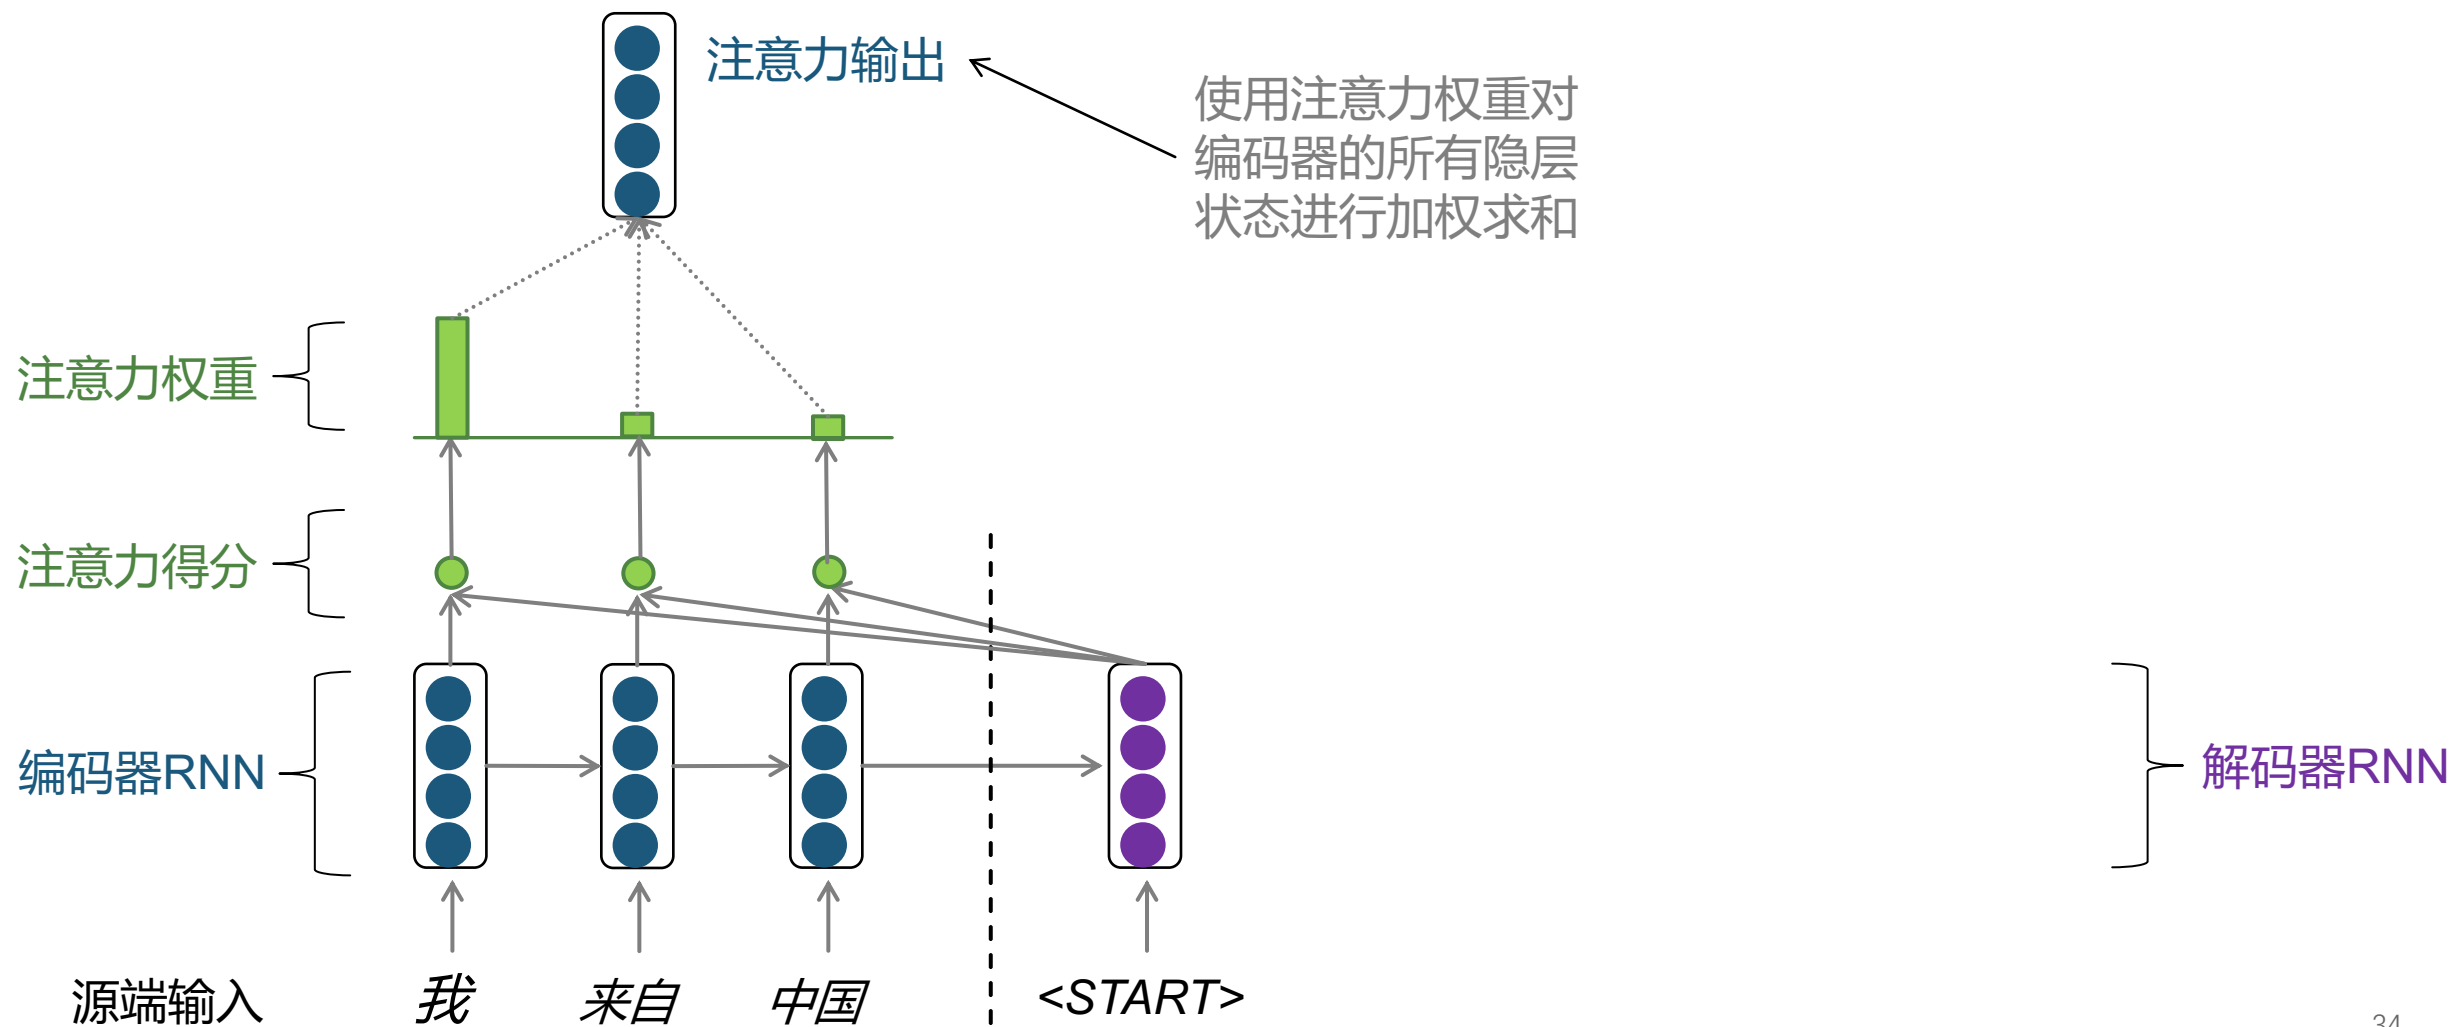 注意力输出
使用注意力权重对
编码器的所有隐层
状态进行加权求和
注意力权重
注意力得分
编码器RNN
解码器RNN
源端输入 我 来自 中国 <START>
34